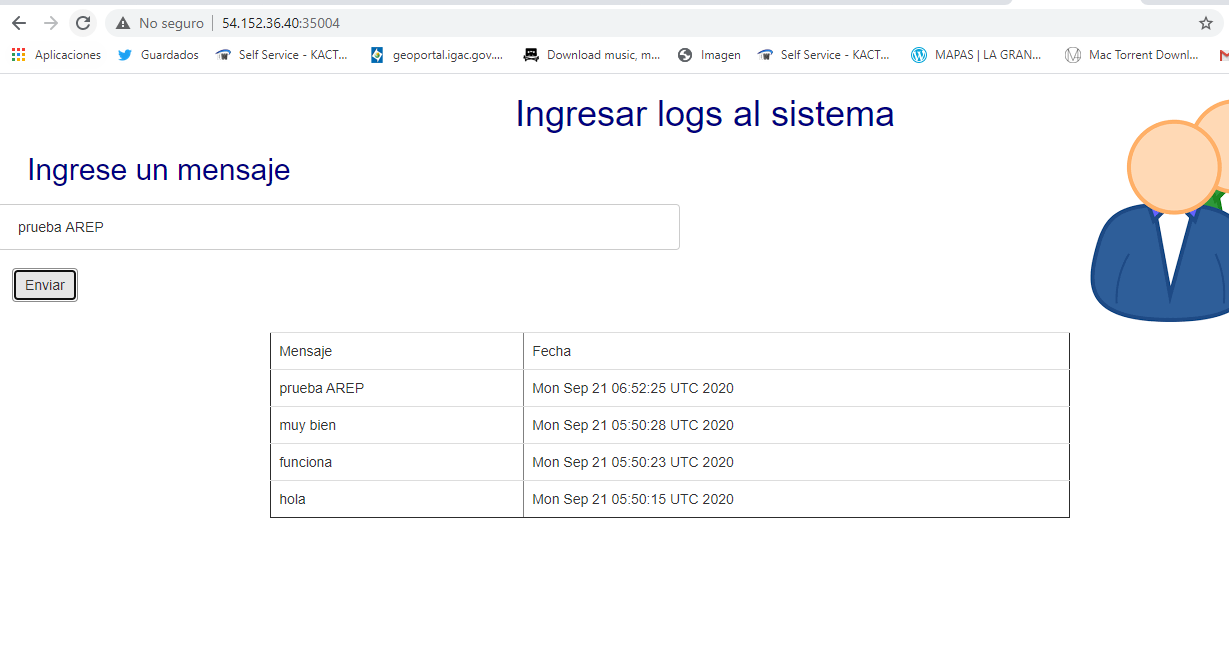 No seguro 54.152.36.40:35004
Aplicaciones Guardados Self Service - KACT... geoportal.igac.gov.... Download music, m... Imagen Self Service - KACT... MAPAS | LA GRAN... Mac Torrent Downl...
Ingresar logs al sistema
Ingrese un mensaje
prueba AREP
Enviar
Mensaje Fecha
prueba AREP Mon Sep 21 06:52:25 UTC 2020
muy bien Mon Sep 21 05:50:28 UTC 2020
funciona Mon Sep 21 05:50:23 UTC 2020
hola Mon Sep 21 05:50:15 UTC 2020